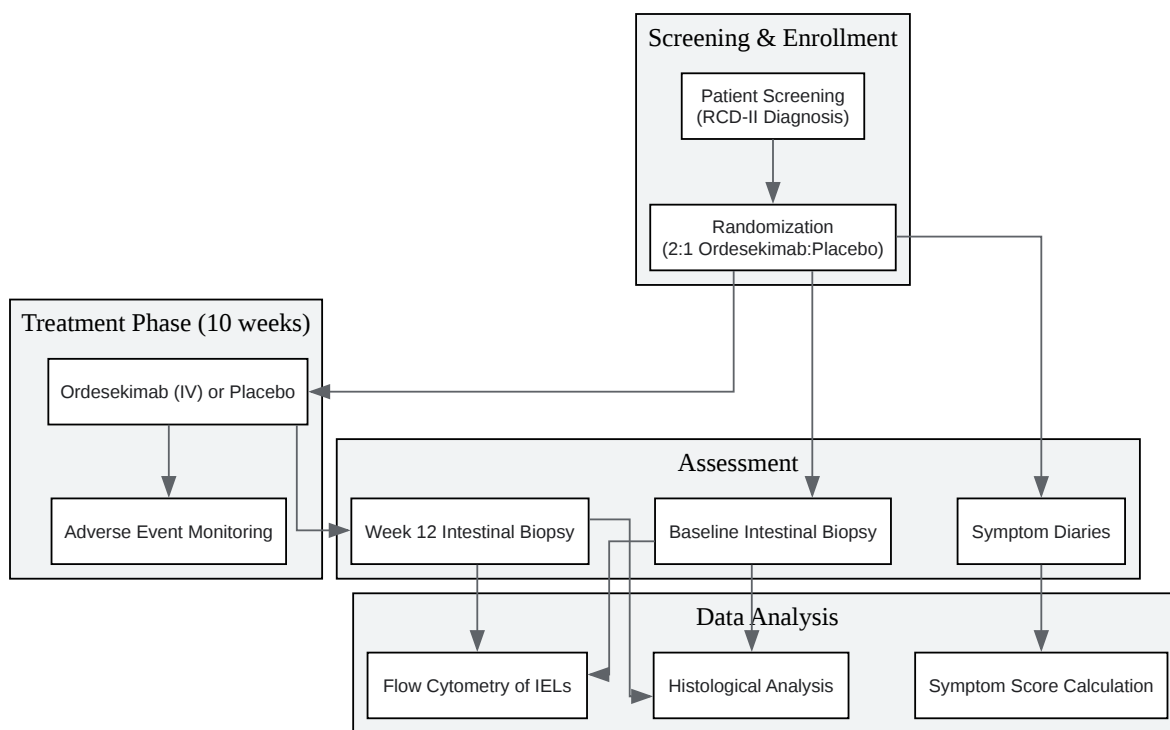 Screening & Enrollment
Patient Screening
(RCD-II Diagnosis)
Randomization
(2:1 Ordesekimab:Placebo)
Treatment Phase (10 weeks)
Ordesekimab (IV) or Placebo
Adverse Event Monitoring
Assessment
Week 12 Intestinal Biopsy
Baseline Intestinal Biopsy
Symptom Diaries
Data Analysis
Flow Cytometry of IELs
Histological Analysis
Symptom Score Calculation